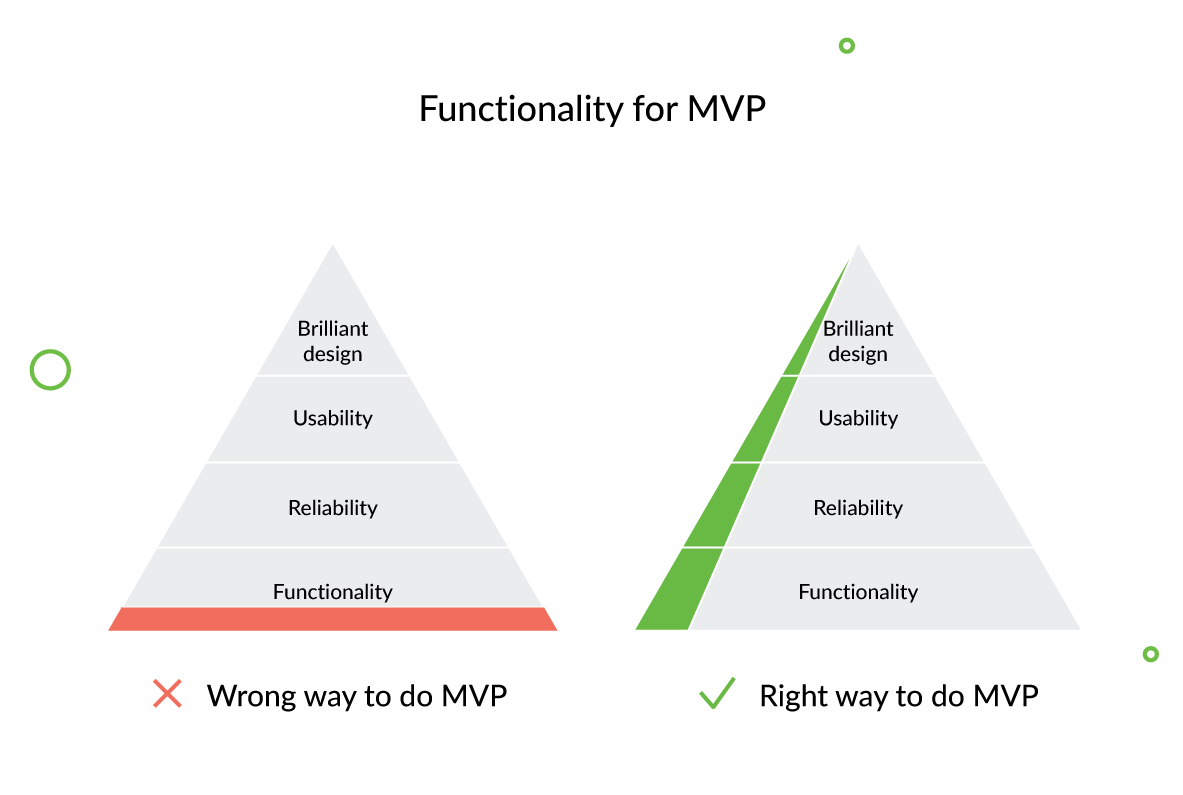 Functionality for MVP
Brilliant
design
Usability
Reliability
Functionality
Wrong way to do MVP
Brilliant
design
Usability
Reliability
Functionality
Right way to do MVP